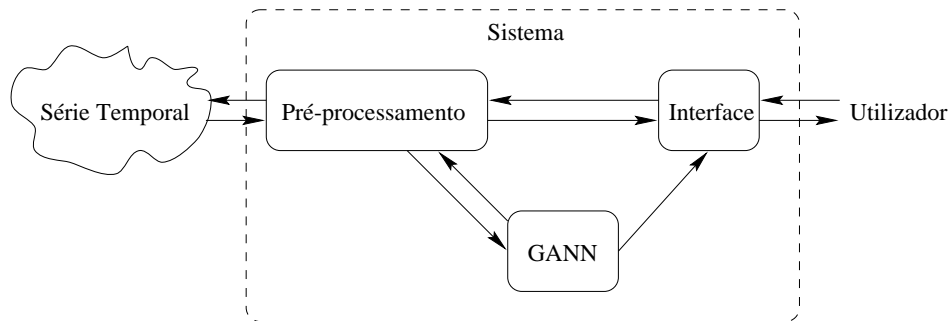 Sistema
Série Temporal
Pré-processamento
Interface
Utilizador
GANN